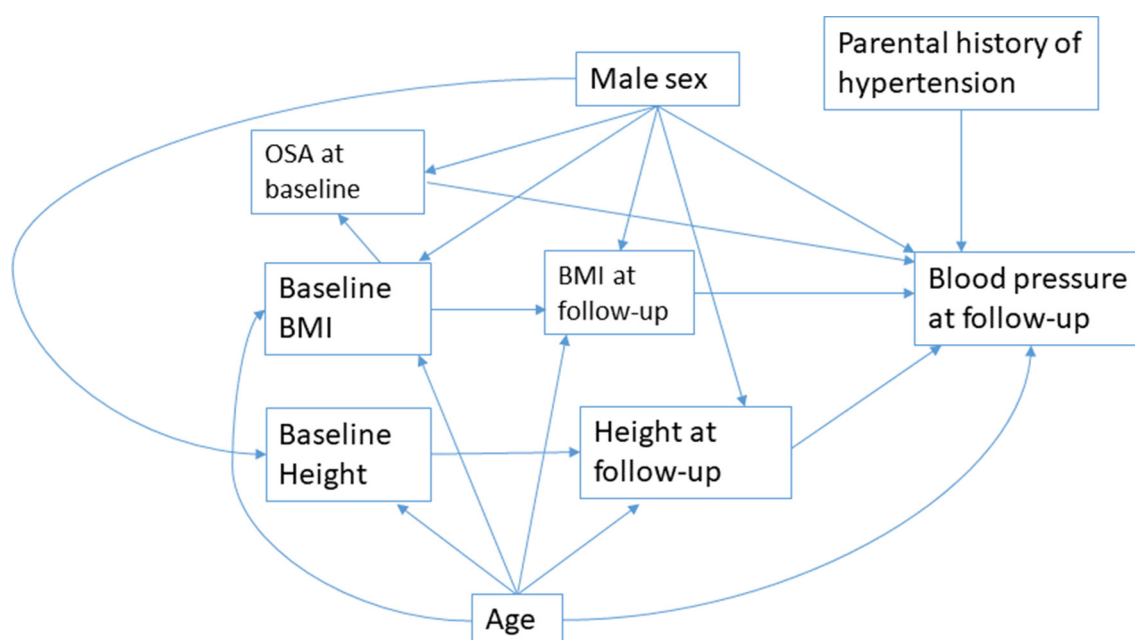 Parental history of
hypertension
Male sex
OSA at
baseline
BMI at
follow-up
Blood pressure
at follow-up
Baseline
BMI
Baseline
Height
Height at
follow-up
Age